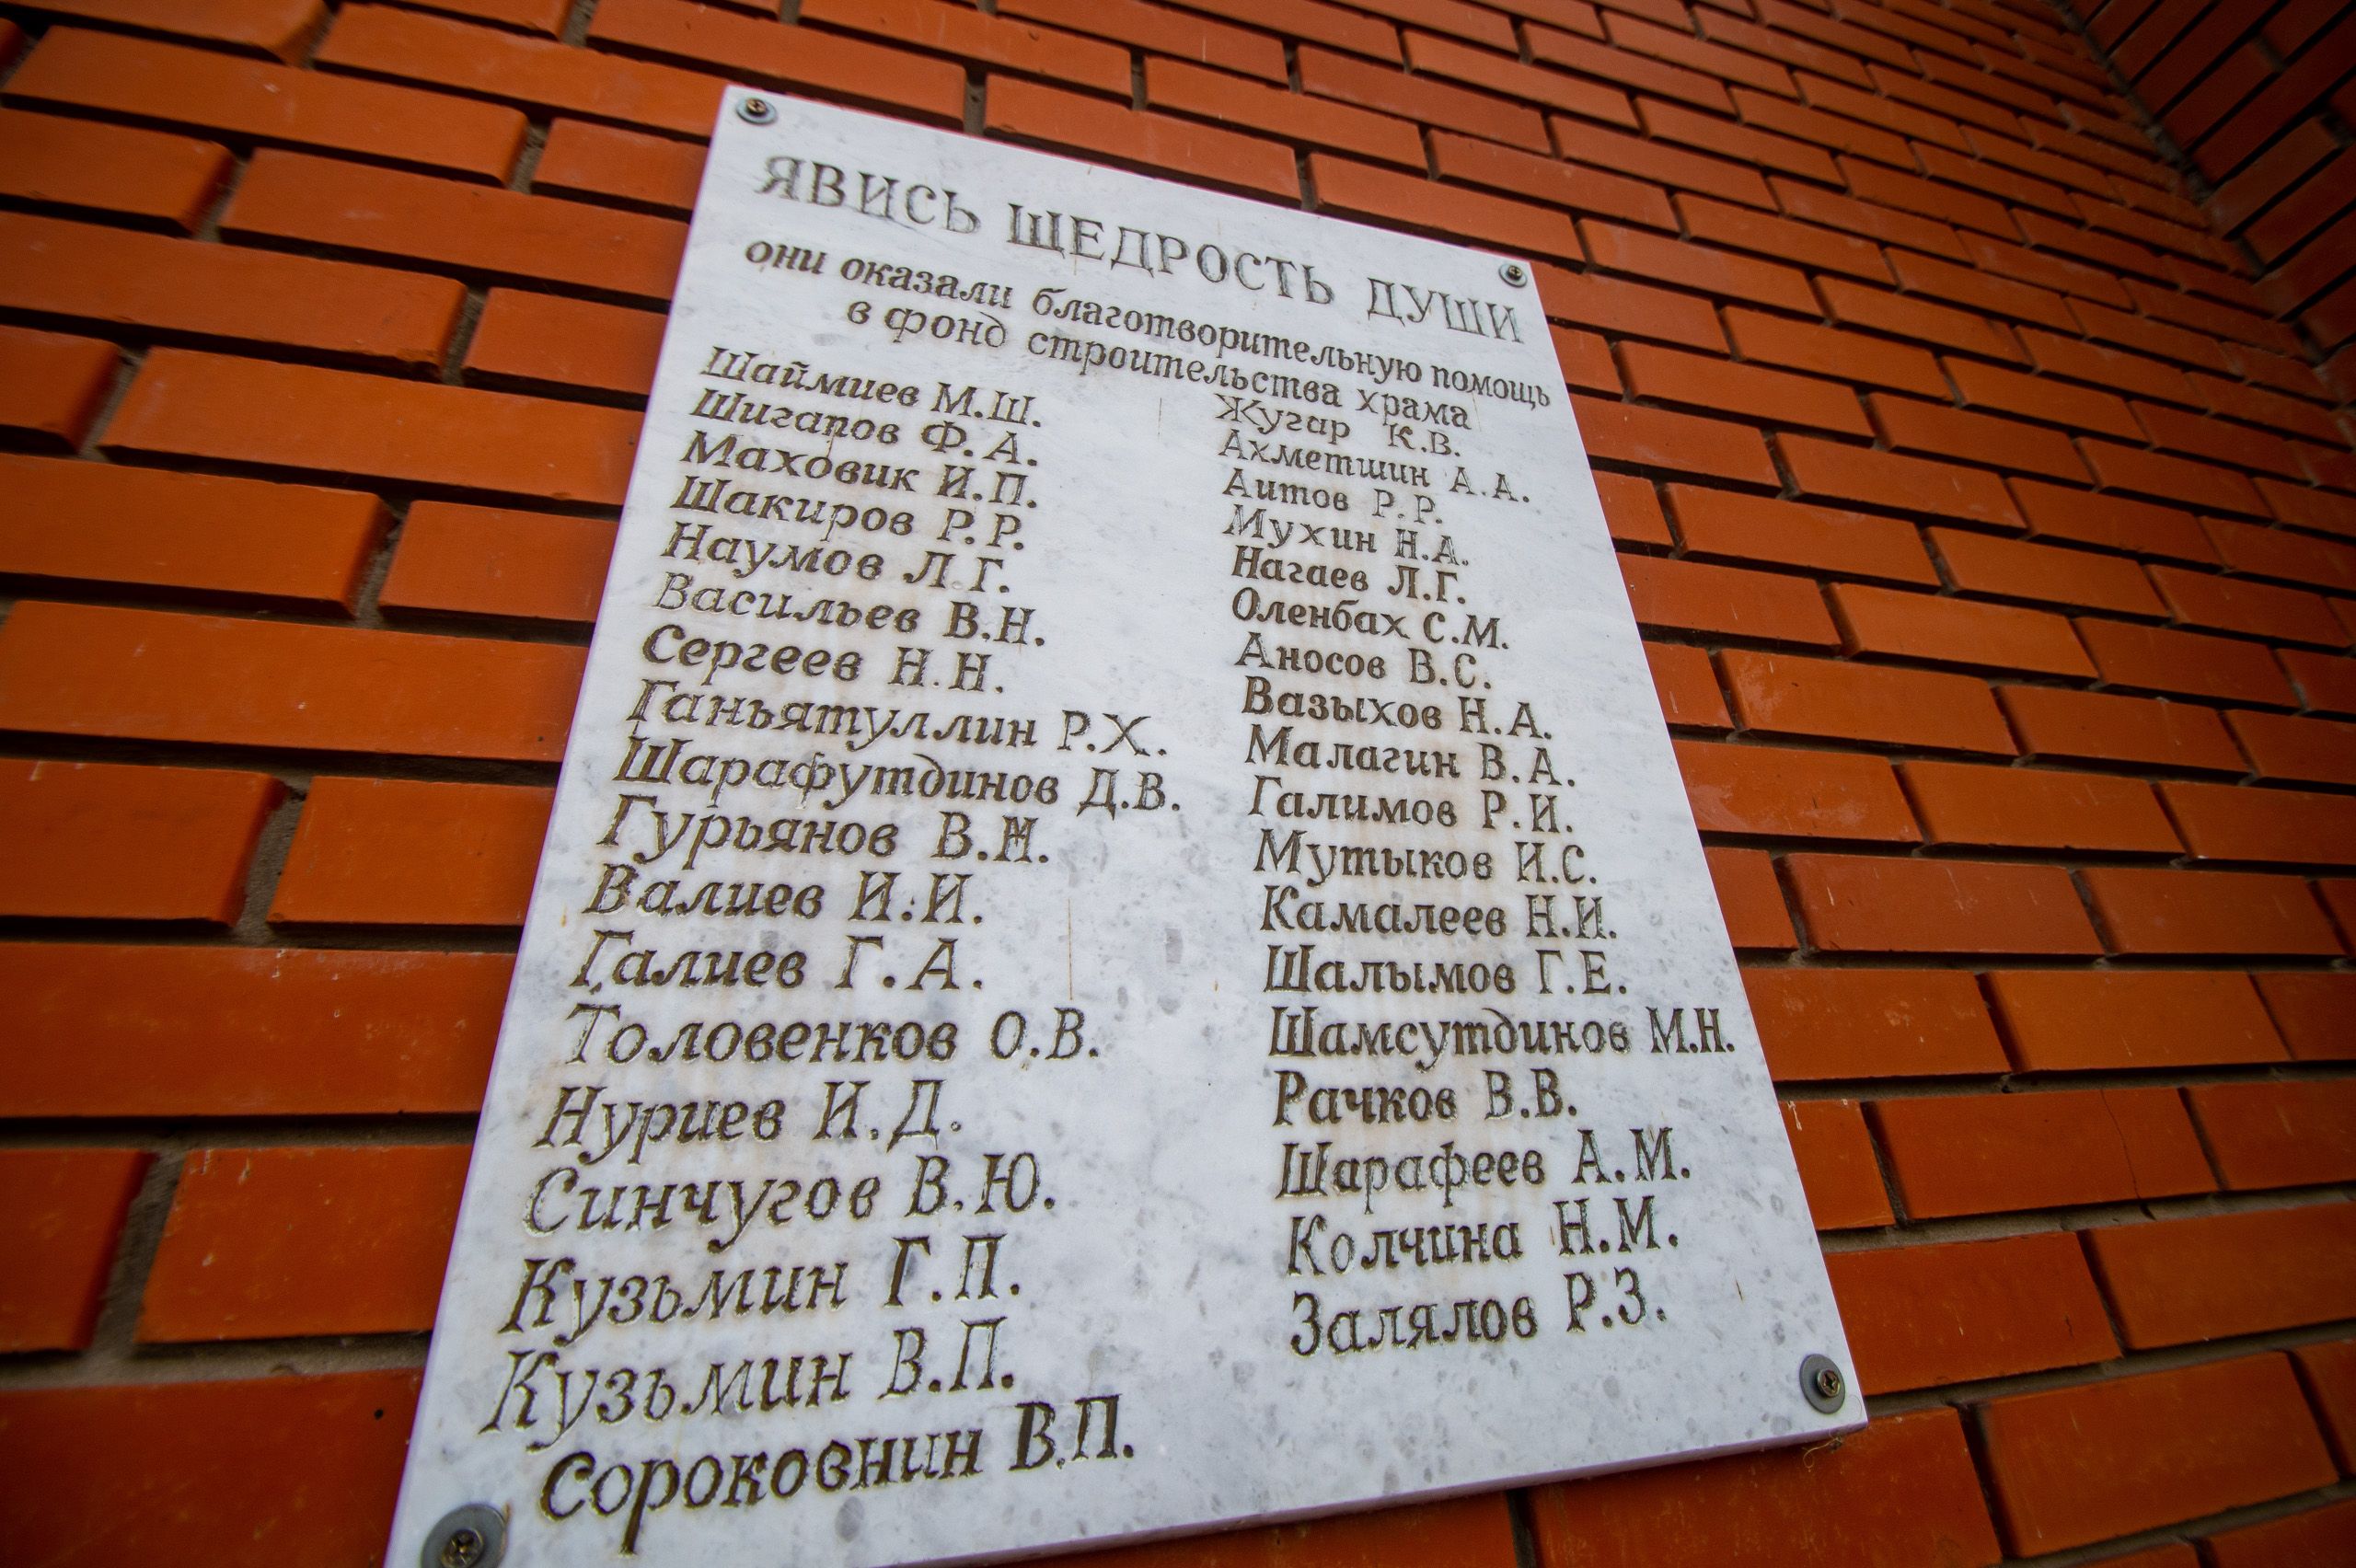 ЯВИСЬ ЩЕДРОСТЬ ДУШИ
они оказали благотворительную помощь
в фонд строительства храма
Шаймиев М.Ш.
Шигапов Ф.А.
Маховик И.П.
Шакиров Р.Р.
Наумов Л.Г.
Васильев В.Н.
Сергеев Н.Н.
Ганьятуллин Р.Х.
Шарафутдинов Д.В.
Гурьянов В.Н.
Валиев И.И.
Галиев Г.А.
Толовенков О.В.
Нуриев И.Д.
Синчугов В.Ю.
Кузьмин Г.П.
Кузьмин В.П.
Сороковнин В.П.
Жугар К.В.
Ахметшин А.А.
Аитов Р.Р.
Мухин Н.А.
Нагаев Л.Г.
Оленбах С.М.
Аносов В.С.
Вазыхов Н.А.
Малагин В.А.
Галимов Р.И.
Мутыков И.С.
Камалеев Н.И.
Шалымов Г.Е.
Шамсутдинов М.Н.
Рачков В.В.
Шарафеев А.М.
Колчина Н.М.
Залялов Р.З.